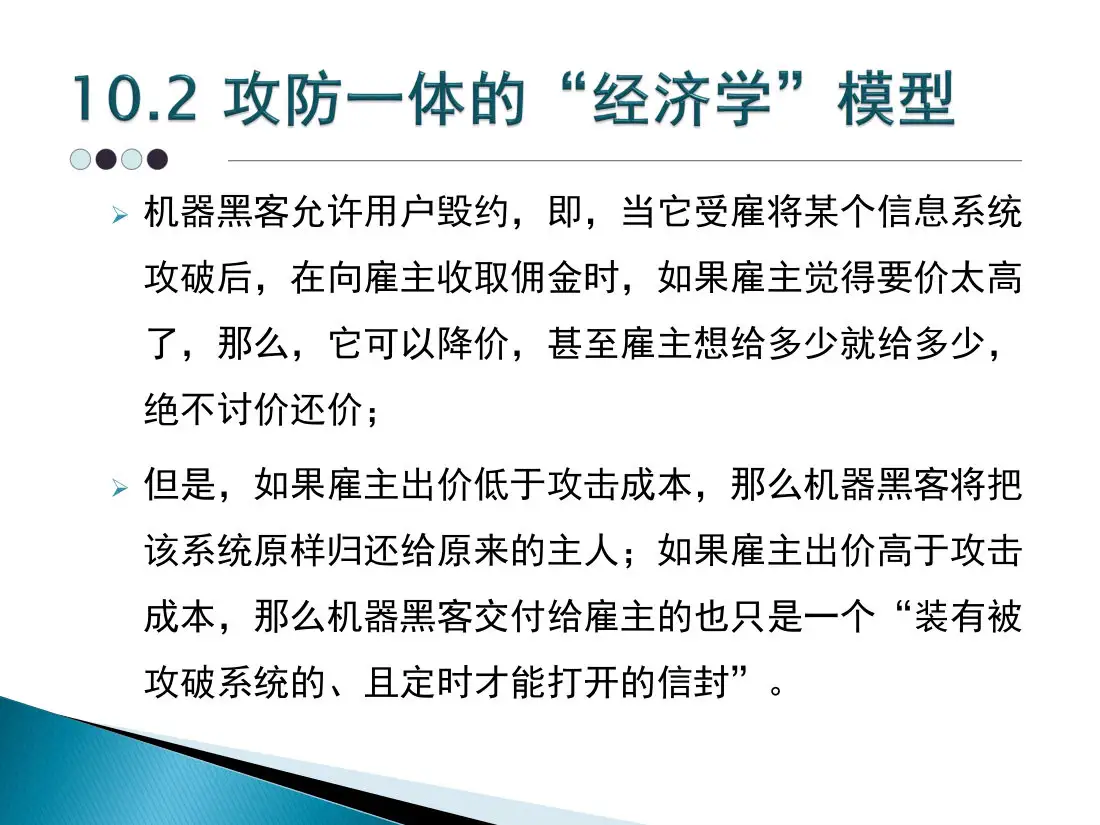 10.2 攻防一体的“经济学”模型
机器黑客允许用户毁约，即，当它受雇将某个信息系统
攻破后，在向雇主收取佣金时，如果雇主觉得要价太高
了，那么，它可以降价，甚至雇主想给多少就给多少，
绝不讨价还价；
但是，如果雇主出价低于攻击成本，那么机器黑客将把
该系统原样归还给原来的主人；如果雇主出价高于攻击
成本，那么机器黑客交付给雇主的也只是一个“装有被
攻破系统的、且定时才能打开的信封”。